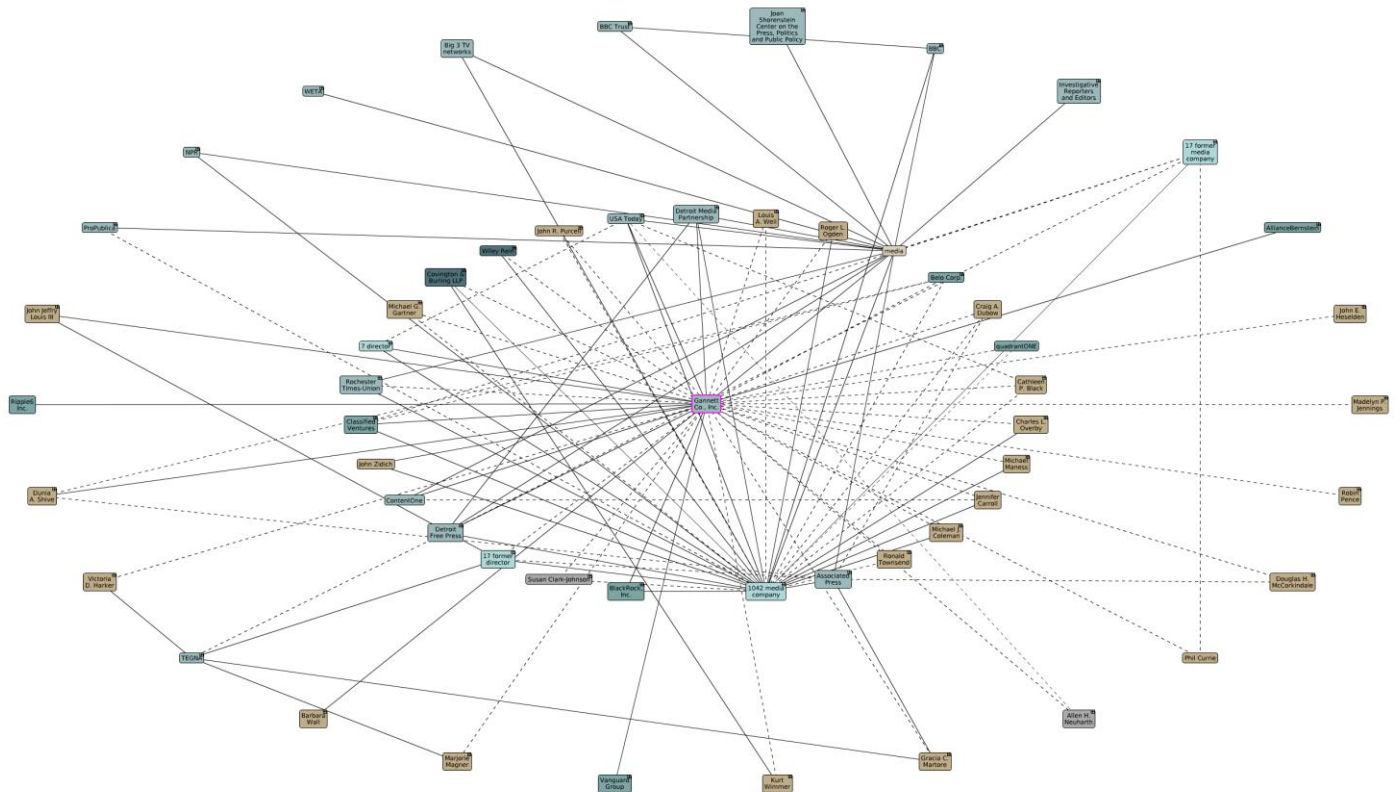 Joan
Shorenstein
Center on the
Press, Politics
and Public Policy
BBC Trust
Big 3 TV
networks
BBC
WETA
Investigative
Reporters
and Editors
NPR
17 former
media
company
ProPublica
USA Today
Detroit Media
Partnership
Louis
A. Weil
Roger L.
Ogden
John R. Purcell
AllianceBernstein
Wiley Rein
media
Covington &
Burling LLP
Belo Corp.
John Jeffry
Louis III
Michael G.
Gartner
Craig A.
Dubow
John E.
Heselden
7 director
quadrantONE
Rochester
Times-Union
Cathleen
P. Black
Ripple6
Inc.
Gannett
Co., Inc.
Madelyn P.
Jennings
Classified
Ventures
Charles L.
Overby
John Zidich
Michael
Maness
Dunia
A. Shive
ContentOne
Jennifer
Carroll
Robin
Pence
Detroit
Free Press
Michael J.
Coleman
17 former
director
Ronald
Townsend
Victoria
D. Harker
Susan Clark-Johnson
BlackRock,
Inc.
1042 media
company
Associated
Press
Douglas H.
McCorkindale
TEGNA
Phil Currie
Barbara
Wall
Allen H.
Neuharth
Marjorie
Magner
Vanguard
Group
Kurt
Wimmer
Gracia C.
Martore